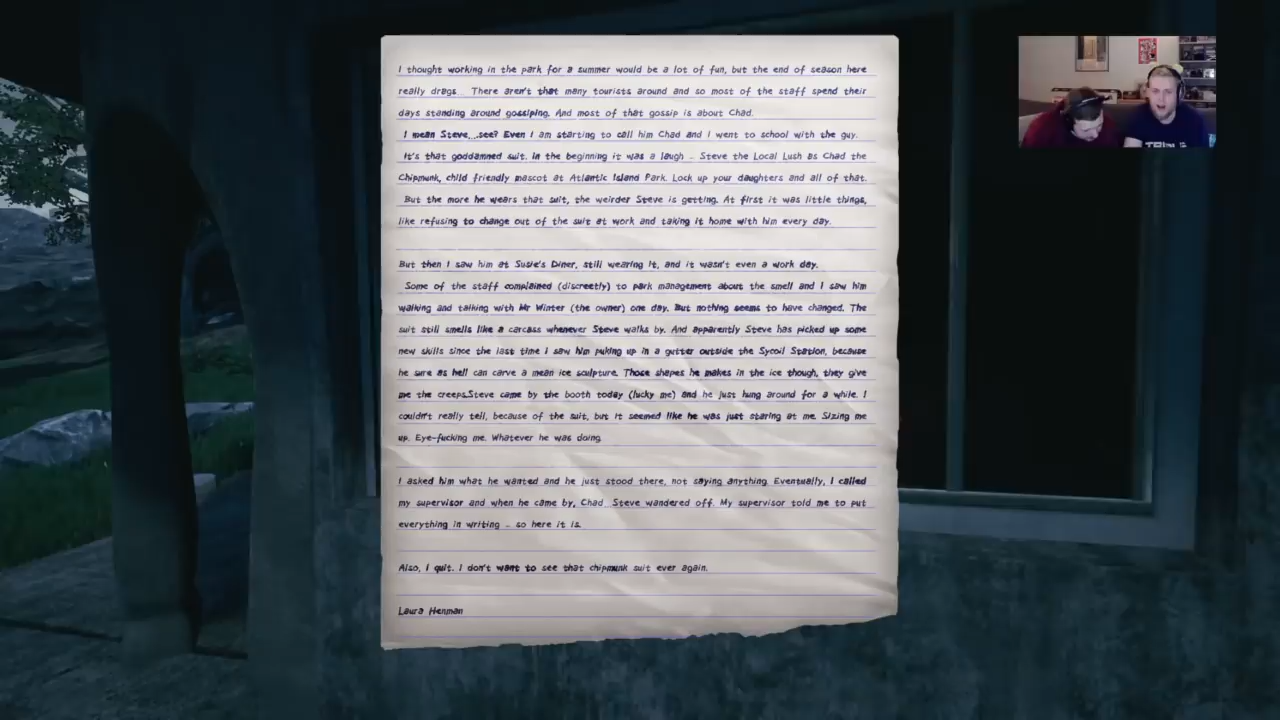 I thought working in the park for a summer would be a lot of fun, but the end of season here
really drags... There aren't that many tourists around and so most of the staff spend their
days standing around gossiping. And most of that gossip is about Chad.
I mean Steve...see? Even I am starting to call him Chad and I went to school with the guy.
It's that goddamned suit. In the beginning it was a laugh - Steve the Local Lush as Chad the
Chipmunk, child friendly mascot at Atlantic Island Park. Lock up your daughters and all of that.
But the more he wears that suit, the weirder Steve is getting. At first it was little things,
like refusing to change out of the suit at work and taking it home with him every day.
But then I saw him at Susie's Diner, still wearing it, and it wasn't even a work day.
Some of the staff complained (discreetly) to park management about the smell and I saw him
walking and talking with Mr Winter (the owner) one day. But nothing seems to have changed. The
suit still smells like a carcass whenever Steve walks by. And apparently Steve has picked up some
new skills since the last time I saw him puking up in a gutter outside the Sycoil Station, because
he sure as hell can carve a mean ice sculpture. Those shapes he makes in the ice though, they give
me the creeps.Steve came by the booth today (lucky me) and he just hung around for a while. I
couldn't really tell, because of the suit, but it seemed like he was just staring at me. Sizing me
up. Eye-fucking me. Whatever he was doing.
I asked him what he wanted and he just stood there, not saying anything. Eventually, I called
my supervisor and when he came by, Chad_ Steve wandered off. My supervisor told me to put
everything in writing - so here it is.
Also, I quit. I don't want to see that chipmunk suit ever again.
Laura Henman